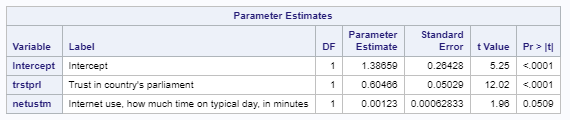 Parameter Estimates
Variable Label DF Parameter Estimate Standard Error t Value Pr > |t|
Intercept Intercept 1 1.38659 0.26428 5.25 <.0001
trstprl Trust in country's parliament 1 0.60466 0.05029 12.02 <.0001
netustm Internet use, how much time on typical day, in minutes 1 0.00123 0.00062833 1.96 0.0509